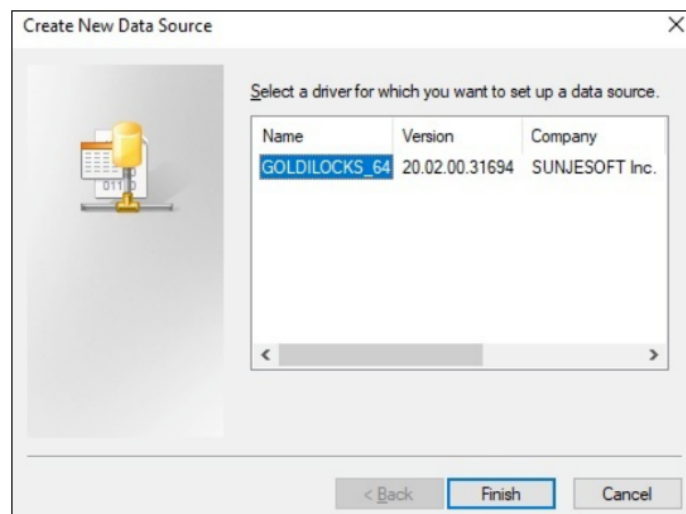 Create New Data Source
Select a driver for which you want to set up a data source.
Name Version Company
GOLDILOCKS_64 20.02.00.31694 SUNJESOFT Inc.
< Back Finish Cancel